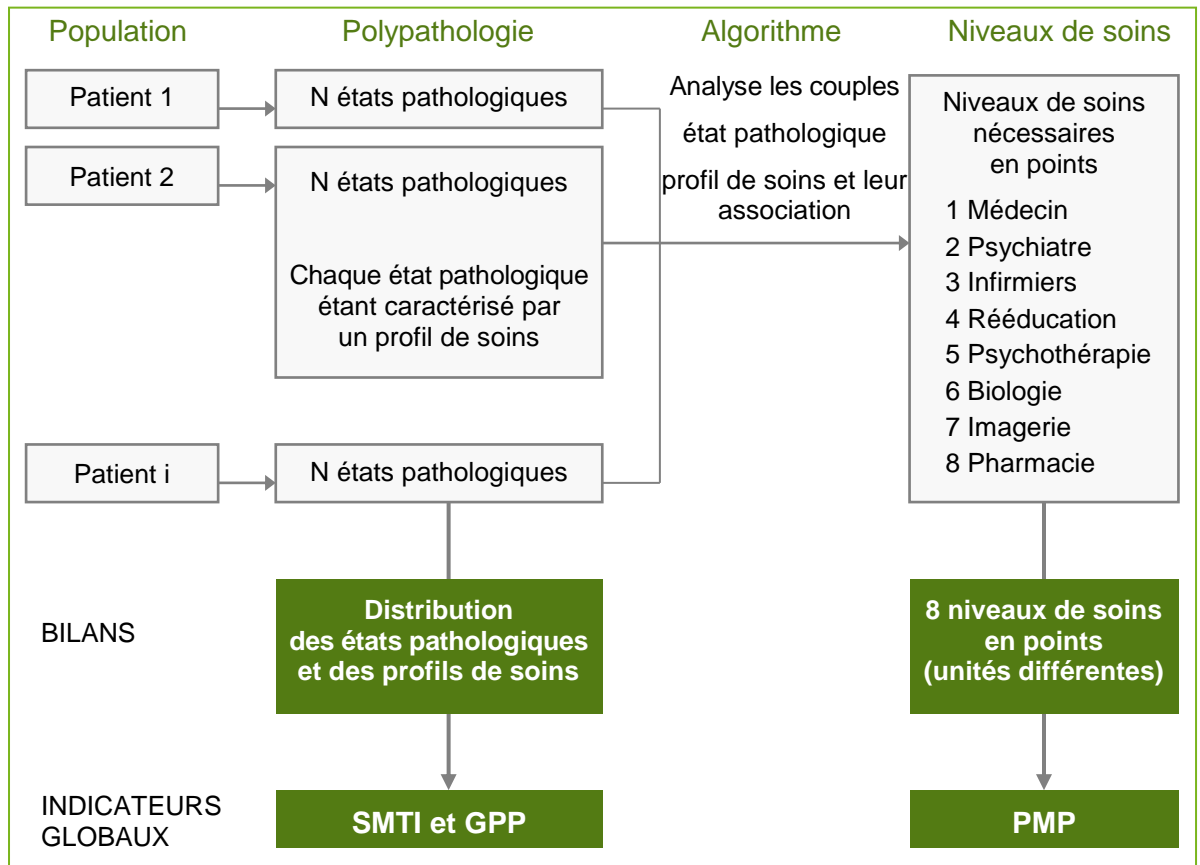 Population
Polypathologie
Algorithme
Niveaux de soins
Patient 1
N états pathologiques
Patient 2
N états pathologiques
Chaque état pathologique
étant caractérisé par
un profil de soins
Patient i
N états pathologiques
Analyse les couples
état pathologique
profil de soins et leur
association
Niveaux de soins
nécessaires
en points
1 Médecin
2 Psychiatre
3 Infirmiers
4 Rééducation
5 Psychothérapie
6 Biologie
7 Imagerie
8 Pharmacie
BILANS
Distribution
des états pathologiques
et des profils de soins
8 niveaux de soins
en points
(unités différentes)
INDICATEURS
GLOBAUX
SMTI et GPP
PMP